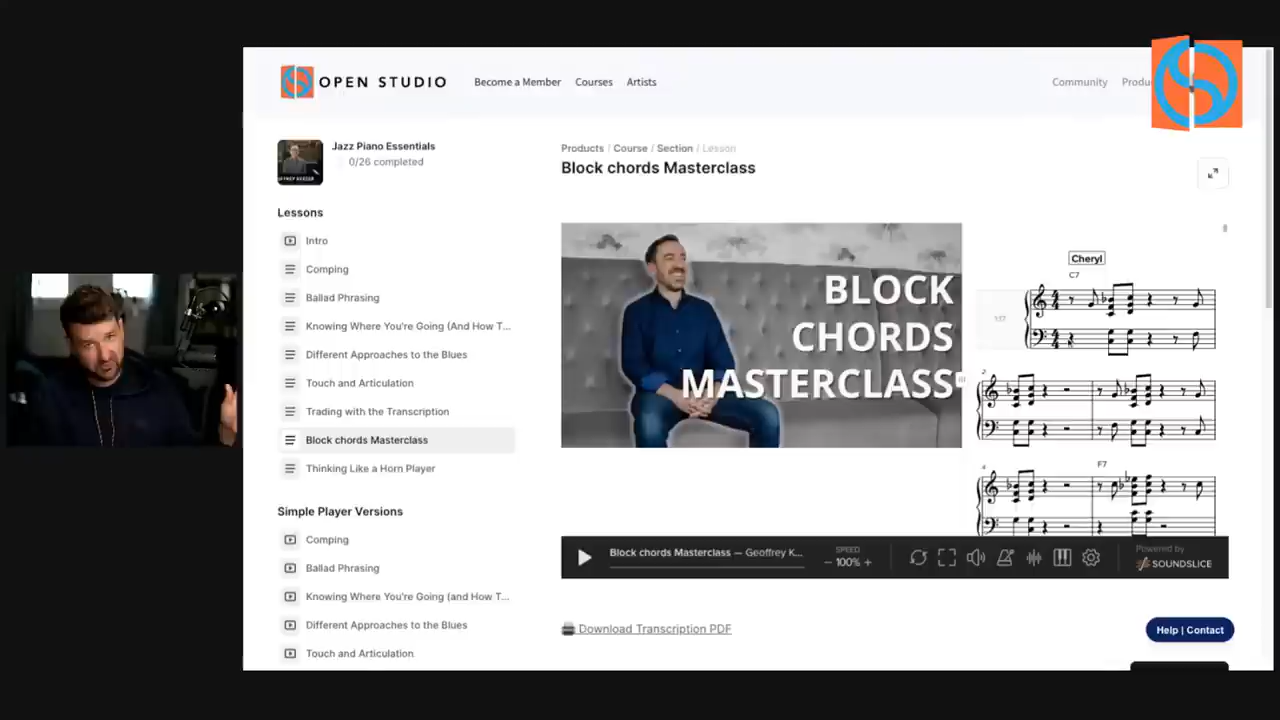 OPEN STUDIO
Become a Member
Courses
Artists
Community
Jazz Piano Essentials
0/26 completed
Lessons
Intro
Comping
Ballad Phrasing
Knowing Where You're Going (And How T...
Different Approaches to the Blues
Touch and Articulation
Trading with the Transcription
Block chords Masterclass
Thinking Like a Horn Player
Simple Player Versions
Comping
Ballad Phrasing
Knowing Where You're Going (and How T...
Different Approaches to the Blues
Touch and Articulation
Products / Course / Section / Lesson
Block chords Masterclass
BLOCK
CHORDS
MASTERCLASS
Cheryl
C7
2
4
F7
Block chords Masterclass — Geoffrey K...
SPEED
– 100% +
Powered by
SOUNDSLICE
Download Transcription PDF
Help | Contact